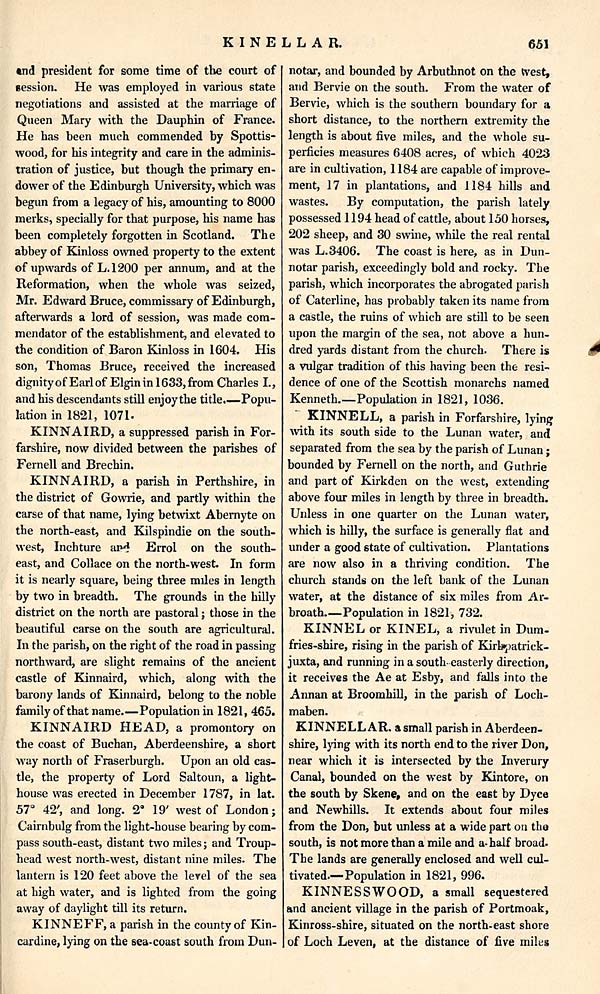 KINELLAR.
651
and president for some time of the court of
session. He was employed in various state
negotiations and assisted at the marriage of
Queen Mary with the Dauphin of France.
He has been much commended by Spottis-
wood, for his integrity and care in the adminis-
tration of justice, but though the primary en-
dower of the Edinburgh University, which was
begun from a legacy of his, amounting to 8000
merks, specially for that purpose, his name has
been completely forgotten in Scotland. The
abbey of Kinloss owned property to the extent
of upwards of L.1200 per annum, and at the
Reformation, when the whole was seized,
Mr. Edward Bruce, commissary of Edinburgh,
afterwards a lord of session, was made com-
mendator of the establishment, and elevated to
the condition of Baron Kinloss in 1604. His
son, Thomas Bruce, received the increased
dignity of Earl of Elgin in 1633, from Charles I.,
and his descendants still enjoy the title.—Popu-
lation in 1821, 1071.
KINNAIRD, a suppressed parish in For-
farshire, now divided between the parishes of
Fernell and Brechin.
KINNAIRD, a parish in Perthshire, in
the district of Gowrie, and partly within the
carse of that name, lying betwixt Abernyte on
the north-east, and Kilspindie on the south-
west, Inchture and Errol on the south-
east, and Collace on the north-west. In form
it is nearly square, being three miles in length
by two in breadth. The grounds in the hilly
district on the north are pastoral; those in the
beautiful carse on the south are agricultural.
In the parish, on the right of the road in passing
northward, are slight remains of the ancient
castle of Kinnaird, which, along with the
barony lands of Kinnaird, belong to the noble
family of that name.—Population in 1821, 465.
KINNAIRD HEAD, a promontory on
the coast of Buchan, Aberdeenshire, a short
way north of Fraserburgh. Upon an old cas-
tle, the property of Lord Saltoun, a light-
house was erected in December 1787, in lat.
57° 42′, and long. 2° 19′ west of London;
Cairnbulg from the light-house bearing by com-
pass south-east, distant two miles; and Troup-
head west north-west, distant nine miles. The
lantern is 120 feet above the level of the sea
at high water, and is lighted from the going
away of daylight till its return.
KINNEFF, a parish in the county of Kin-
cardine, lying on the sea-coast south from Dun-
notar, and bounded by Arbuthnot on the west,
and Bervie on the south. From the water of
Bervie, which is the southern boundary for a
short distance, to the northern extremity the
length is about five miles, and the whole su-
perficies measures 6408 acres, of which 4023
are in cultivation, 1184 are capable of improve-
ment, 17 in plantations, and 1184 hills and
wastes. By computation, the parish lately
possessed 1194 head of cattle, about 150 horses,
202 sheep, and 30 swine, while the real rental
was L.3406. The coast is here, as in Dun-
notar parish, exceedingly bold and rocky. The
parish, which incorporates the abrogated parish
of Caterline, has probably taken its name from
a castle, the ruins of which are still to be seen
upon the margin of the sea, not above a hun-
dred yards distant from the church. There is
a vulgar tradition of this having been the resi-
dence of one of the Scottish monarchs named
Kenneth.—Population in 1821, 1036.
KINNELL, a parish in Forfarshire, lying
with its south side to the Lunan water, and
separated from the sea by the parish of Lunan;
bounded by Fernell on the north, and Guthrie
and part of Kirkden on the west, extending
above four miles in length by three in breadth.
Unless in one quarter on the Lunan water,
which is hilly, the surface is generally flat and
under a good state of cultivation. Plantations
are now also in a thriving condition. The
church stands on the left bank of the Lunan
water, at the distance of six miles from Ar-
broath.—Population in 1821, 732.
KINNEL or KINEL, a rivulet in Dum-
fries-shire, rising in the parish of Kirkpatrick-
juxta, and running in a south-easterly direction,
it receives the Ae at Esby, and falls into the
Annan at Broomhill, in the parish of Loch-
maben.
KINNELLAR. a small parish in Aberdeen-
shire, lying with its north end to the river Don,
near which it is intersected by the Inverury
Canal, bounded on the west by Kintore, on
the south by Skene, and on the east by Dyce
and Newhills. It extends about four miles
from the Don, but unless at a wide part on the
south, is not more than a mile and a-half broad.
The lands are generally enclosed and well cul-
tivated.—Population in 1821, 996.
KINNESSWOOD, a small sequestered
and ancient village in the parish of Portmoak,
Kinross-shire, situated on the north-east shore
of Loch Leven, at the distance of five miles